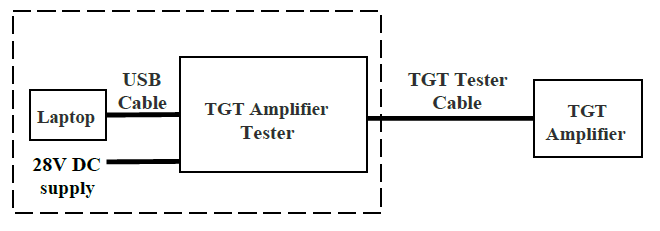 USB
Cable
Laptop
28V DC
supply
TGT Amplifier
Tester
TGT Tester
Cable
TGT
Amplifier